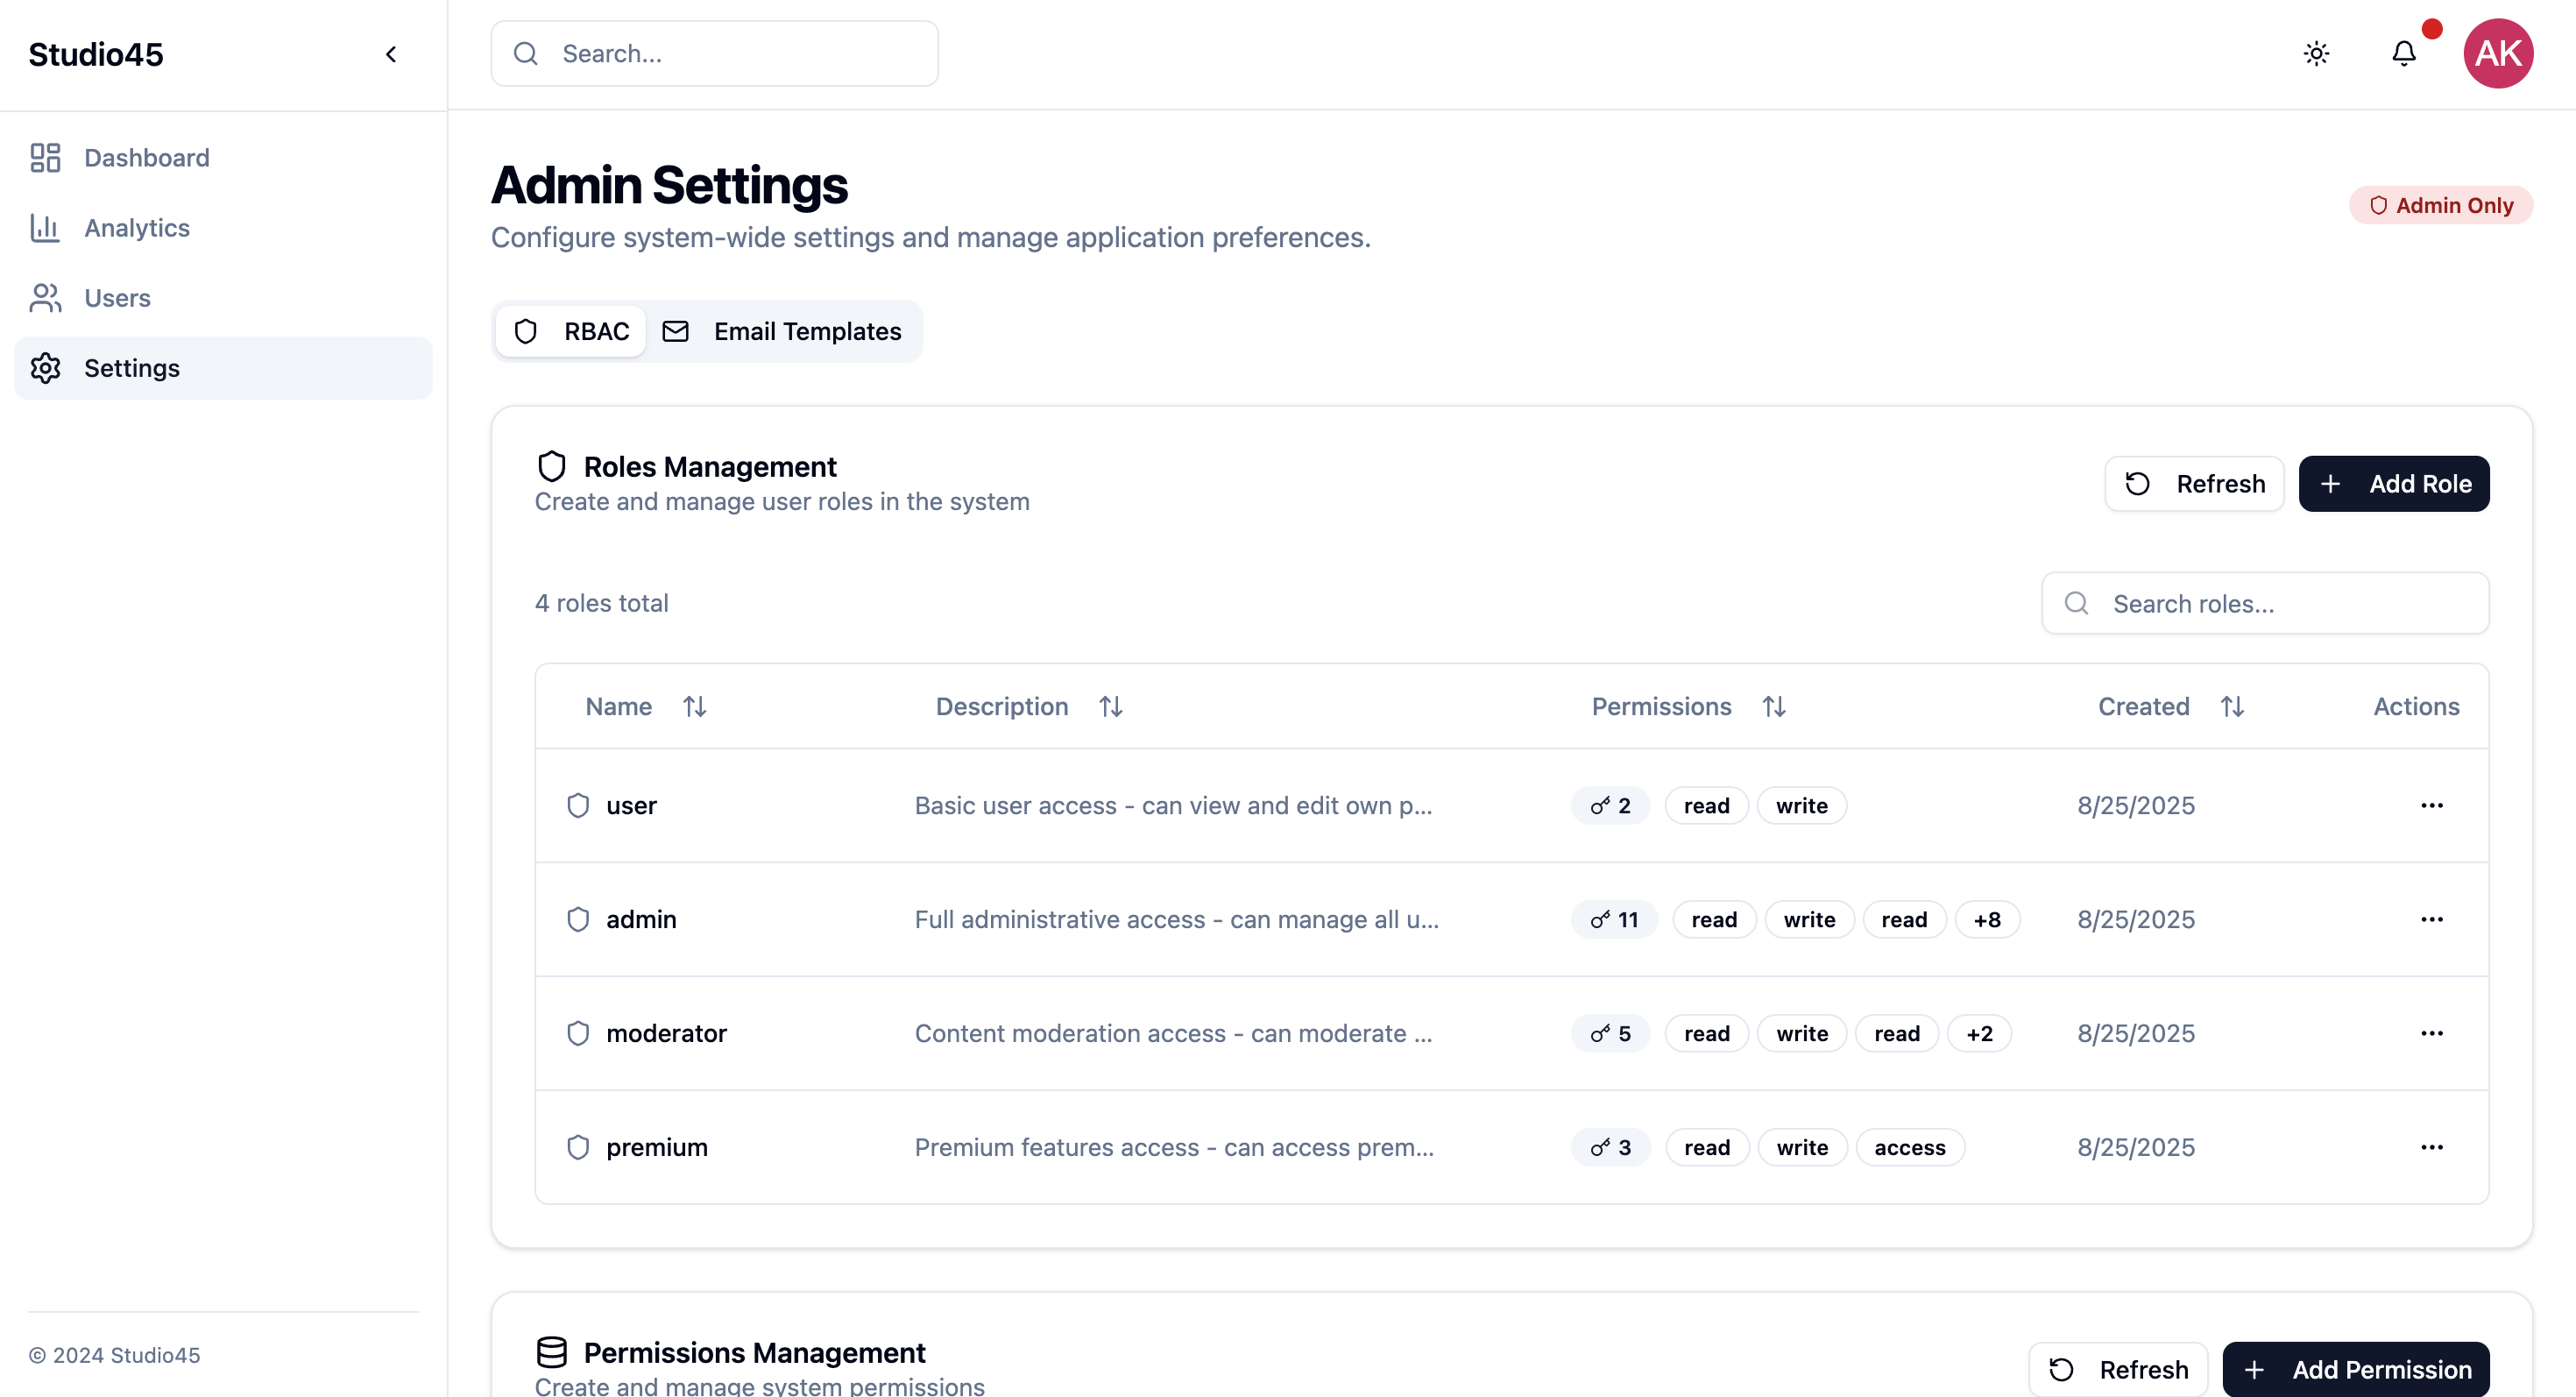 Studio45
Search...
AK
Dashboard
Analytics
Users
Settings
© 2024 Studio45
Admin Settings
Configure system-wide settings and manage application preferences.
Admin Only
RBAC
Email Templates
Roles Management
Create and manage user roles in the system
Refresh
Add Role
4 roles total
Search roles...
Name Description Permissions Created Actions
user Basic user access - can view and edit own p... 2 read write 8/25/2025 ...
admin Full administrative access - can manage all u... 11 read write read +8 8/25/2025 ...
moderator Content moderation access - can moderate ... 5 read write read +2 8/25/2025 ...
premium Premium features access - can access prem... 3 read write access 8/25/2025 ...
Permissions Management
Create and manage system permissions
Refresh
Add Permission